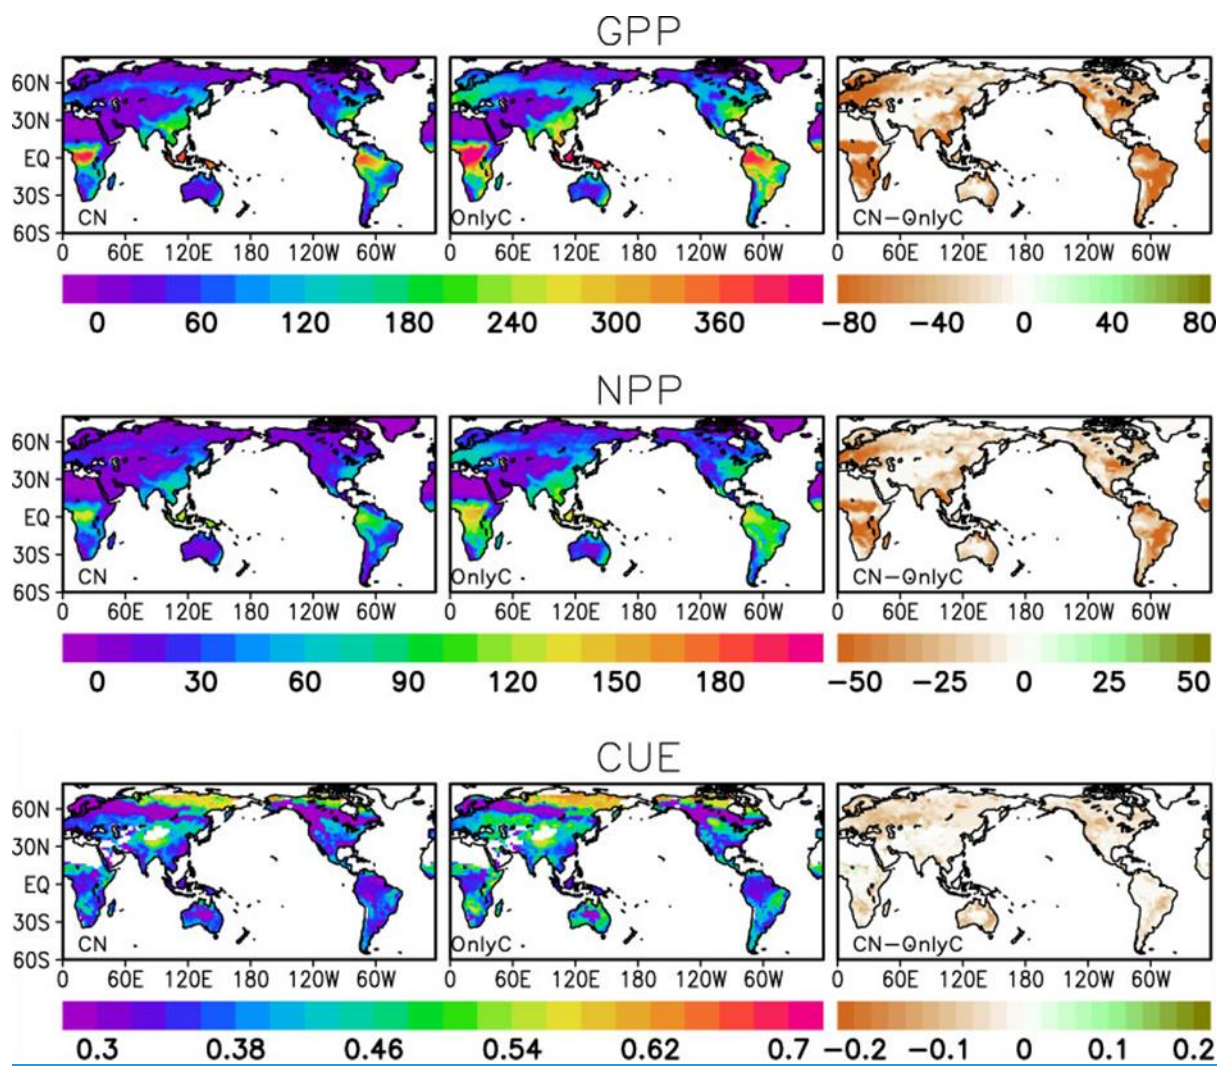 GPP
60N
30N
EQ
30S
60S
CN OnlyC CN-OnlyC
0 60E 120E 180 120W 60W 0 60E 120E 180 120W 60W 0 60E 120E 180 120W 60W
0 60 120 180 240 300 360 -80 -40 0 40 80
NPP
60N
30N
EQ
30S
CN OnlyC CN-OnlyC
60S
0 60E 120E 180 120W 60W 0 60E 120E 180 120W 60W 0 60E 120E 180 120W 60W
0 30 60 90 120 150 180 -50 -25 0 25 50
CUE
60N
30N
EQ
30S
CN OnlyC CN-OnlyC
60S
0 60E 120E 180 120W 60W 0 60E 120E 180 120W 60W 0 60E 120E 180 120W 60W
0.3 0.38 0.46 0.54 0.62 0.7 -0.2 -0.1 0 0.1 0.2